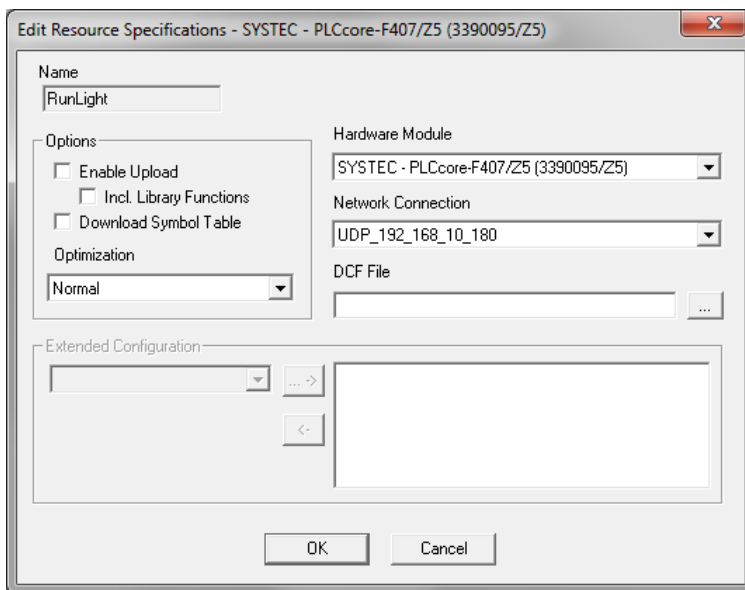 Edit Resource Specifications - SYSTEC - PLCcore-F407/Z5 (3390095/Z5)
Name
RunLight
Options
Enable Upload
Incl. Library Functions
Download Symbol Table
Optimization
Normal
Hardware Module
SYSTEC - PLCcore-F407/Z5 (3390095/Z5)
Network Connection
UDP_192_168_10_180
DCF File
...
Extended Configuration
... ->
<-
OK
Cancel